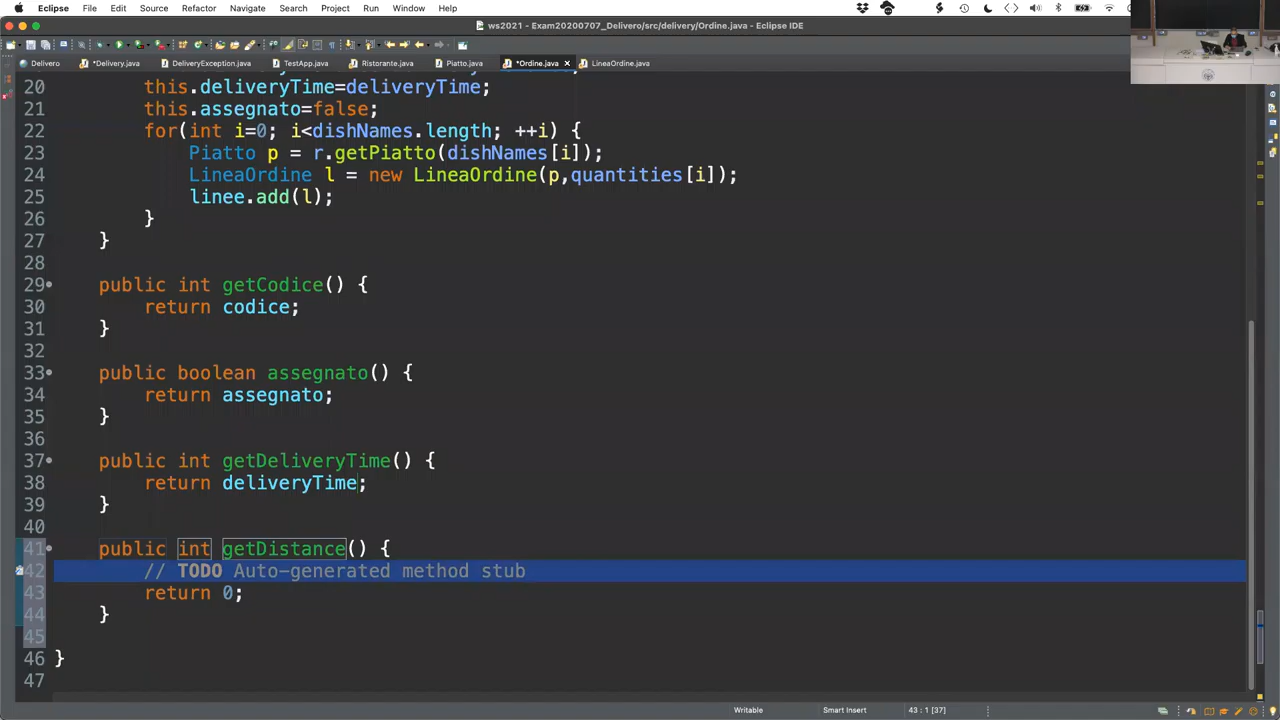 Eclipse File Edit Source Refactor Navigate Search Project Run Window Help
ws2021 - Exam20200707_Delivero/src/delivery/Ordine.java - Eclipse IDE
Delivero *Delivery.java DeliveryException.java TestApp.java Ristorante.java Piatto.java *Ordine.java LineaOrdine.java
20 this.deliveryTime=deliveryTime;
21 this.assegnato=false;
22 for(int i=0; i<dishNames.length; ++i) {
23 Piatto p = r.getPiatto(dishNames[i]);
24 LineaOrdine l = new LineaOrdine(p,quantities[i]);
25 linee.add(l);
26 }
27 }
28
29 public int getCodice() {
30 return codice;
31 }
32
33 public boolean assegnato() {
34 return assegnato;
35 }
36
37 public int getDeliveryTime() {
38 return deliveryTime;
39 }
40
41 public int getDistance() {
42 // TODO Auto-generated method stub
43 return 0;
44 }
45
46 }
47
Writable Smart Insert 43 : 1 [37]